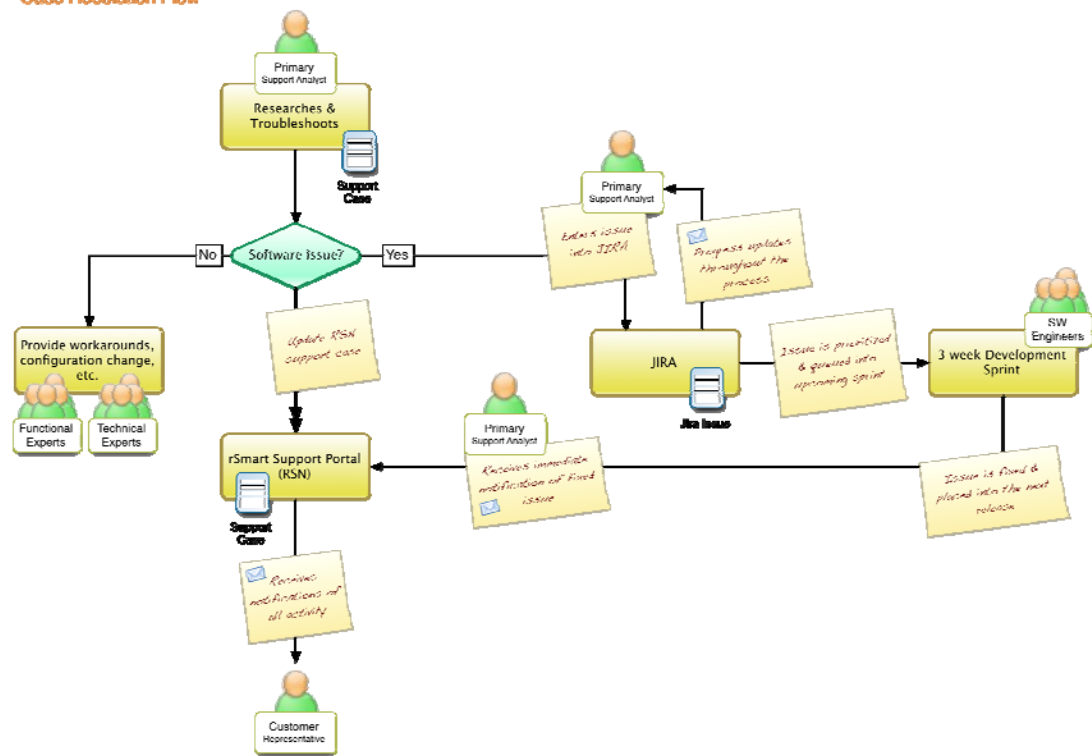 Case Resolution Flow
Primary
Support Analyst
Researches &
Troubleshoots
Support
Case
Software issue?
No
Yes
Primary
Support Analyst
Enters issue
into JIRA
Progress updates
throughout the
process
Update RSN
support case
Provide workarounds,
configuration change,
etc.
Functional
Experts
Technical
Experts
JIRA
Jira Issue
Issue is prioritized
& queued into
upcoming sprint
SW
Engineers
3 week Development
Sprint
Primary
Support Analyst
Receives immediate
notification of fixed
issue
rSmart Support Portal
(RSN)
Support
Case
Issue is fixed &
placed into the next
release
Receives
notifications of
all activity
Customer
Representative